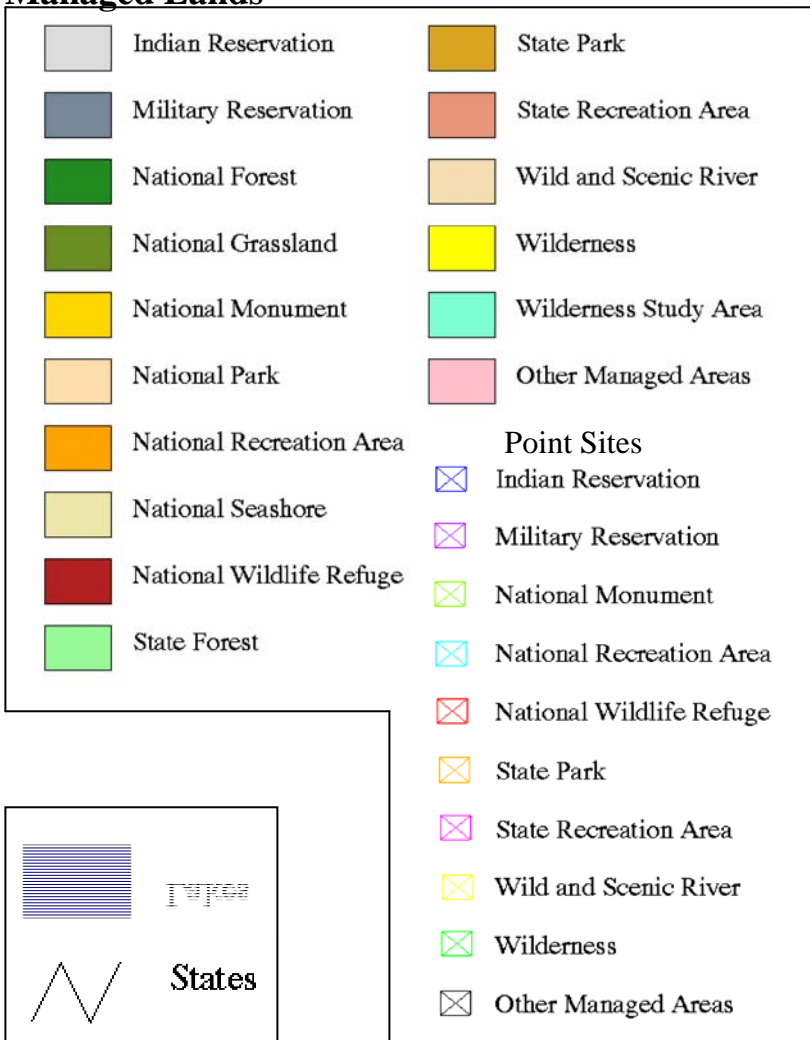 Managed Lands
Indian Reservation
Military Reservation
National Forest
National Grassland
National Monument
National Park
National Recreation Area
National Seashore
National Wildlife Refuge
State Forest
State Park
State Recreation Area
Wild and Scenic River
Wilderness
Wilderness Study Area
Other Managed Areas
Point Sites
Indian Reservation
Military Reservation
National Monument
National Recreation Area
National Wildlife Refuge
State Park
State Recreation Area
Wild and Scenic River
Wilderness
Other Managed Areas
States